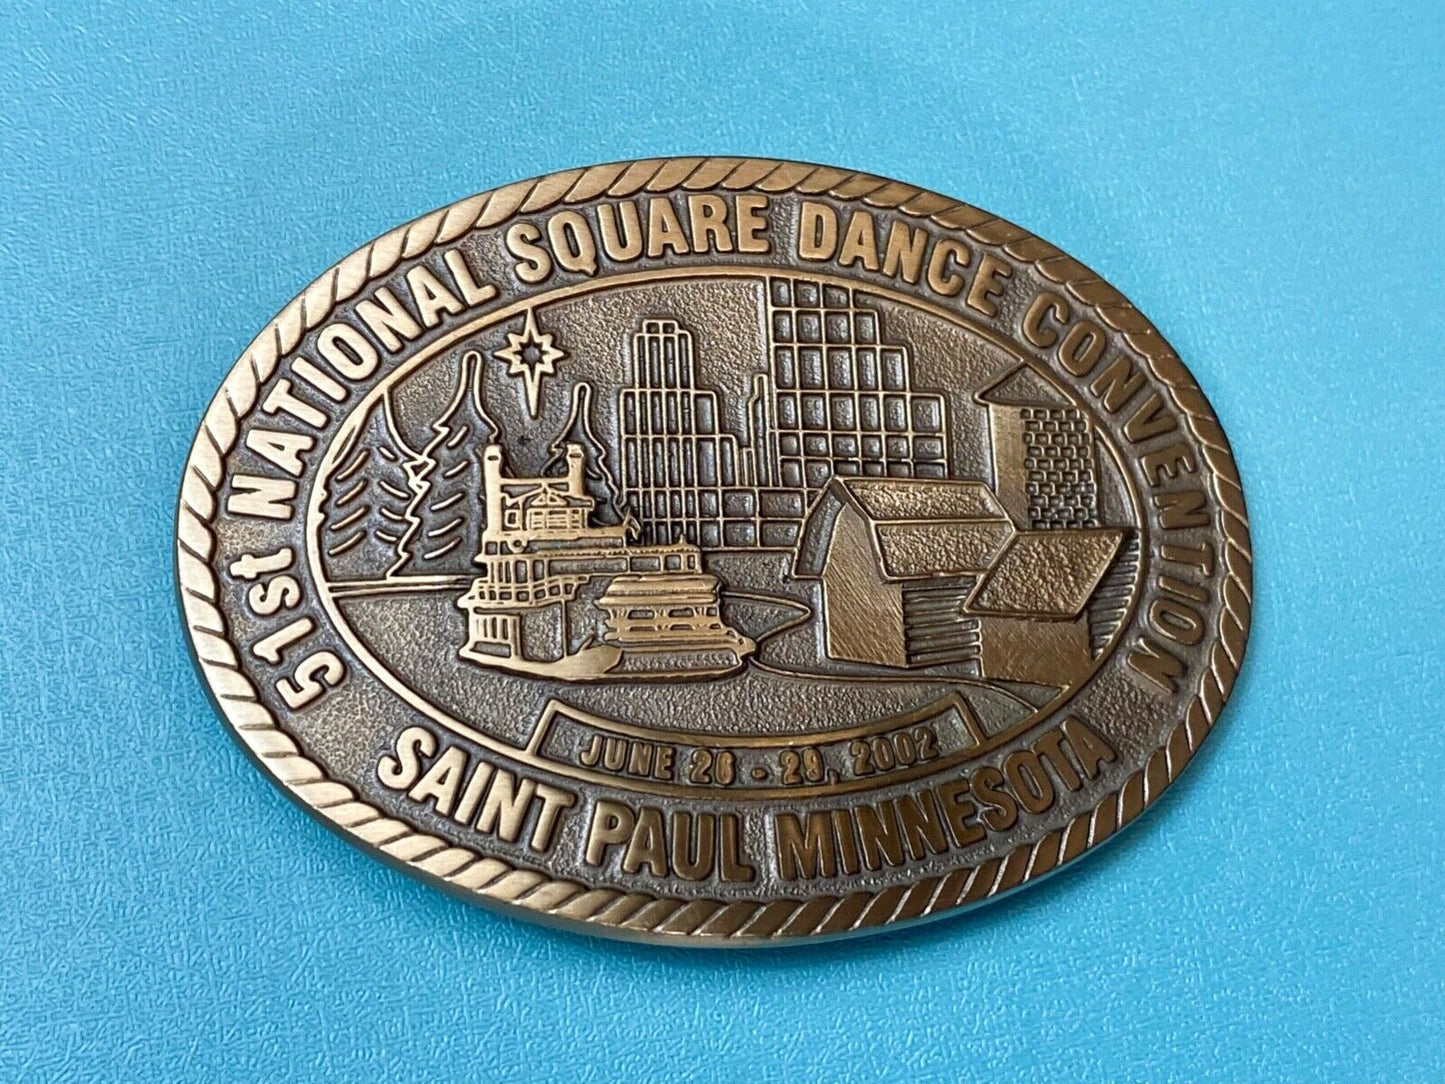 51st NATIONAL SQUARE DANCE CONVENTION
JUNE 26 - 29, 2002
SAINT PAUL MINNESOTA